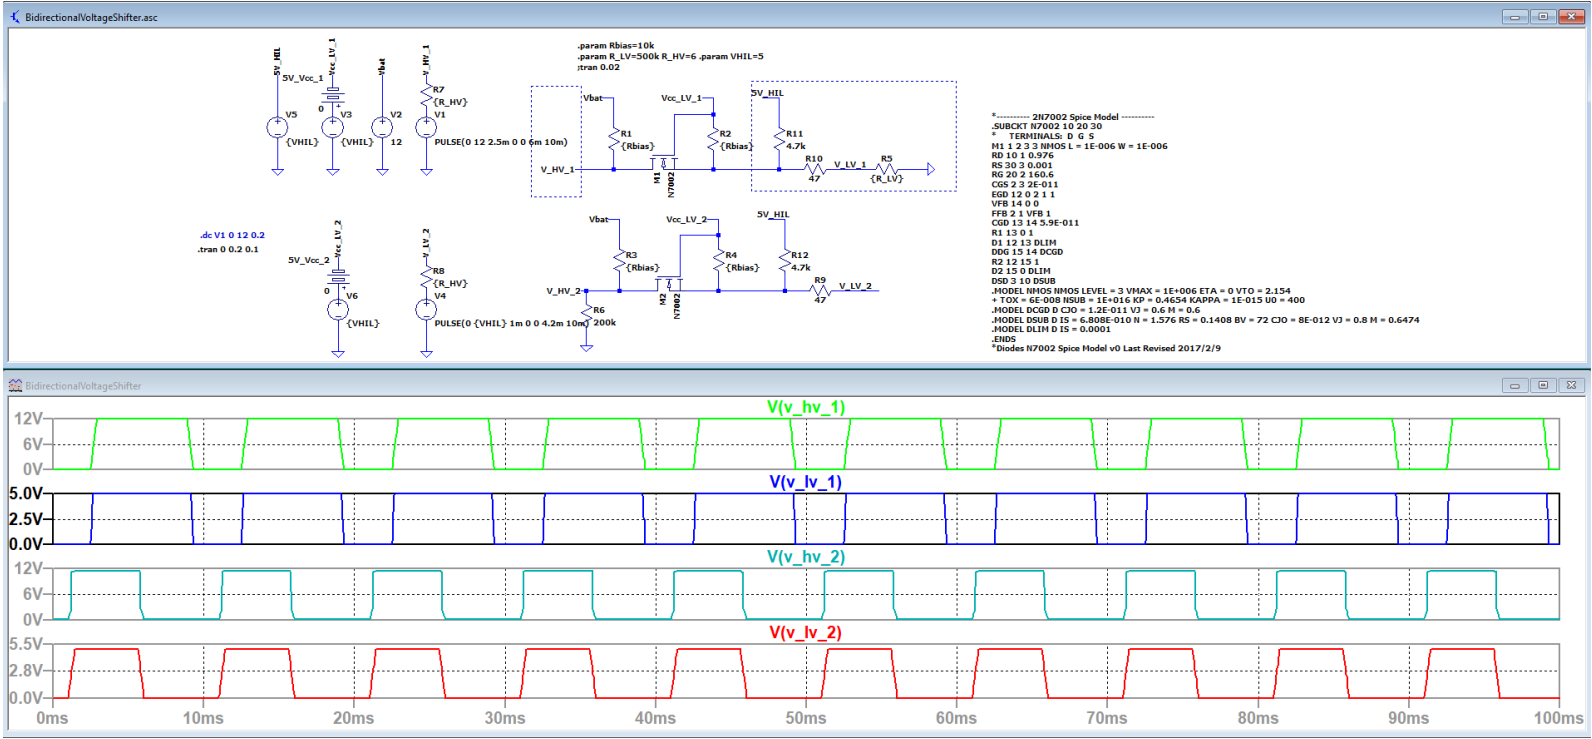 BidirectionalVoltageShifter.asc
.param Rbias=10k
.param R_LV=500k R_HV=6 .param VHIL=5
;tran 0.02
5V_HIL
Vcc_LV_1
Vbat
V_HV_1
5V_Vcc_1
0
R7
{R_HV}
V5
{VHIL}
V3
{VHIL}
V2
12
V1
PULSE(0 12 2.5m 0 0 6m 10m)
Vbat
Vcc_LV_1
5V_HIL
R1
{Rbias}
R2
{Rbias}
R11
4.7k
V_HV_1
M1
N7002
R10
47
V_LV_1
R5
{R_LV}
.dc V1 0 12 0.2
.tran 0 0.2 0.1
Vcc_LV_2
V_LV_2
5V_Vcc_2
0
R8
{R_HV}
V6
{VHIL}
V4
PULSE(0 {VHIL} 1m 0 0 4.2m 10m)
Vbat
Vcc_LV_2
5V_HIL
R3
{Rbias}
R4
{Rbias}
R12
4.7k
V_HV_2
M2
N7002
R9
47
V_LV_2
R6
200k
*---------- 2N7002 Spice Model ----------
.SUBCKT N7002 10 20 30
* TERMINALS: D G S
M1 1 2 3 3 NMOS L = 1E-006 W = 1E-006
RD 10 1 0.976
RS 30 3 0.001
RG 20 2 160.6
CGS 2 3 2E-011
EGD 12 0 2 1 1
VFB 14 0 0
FFB 2 1 VFB 1
CGD 13 14 5.9E-011
R1 13 0 1
D1 12 13 DLIM
DDG 15 14 DCGD
R2 12 15 1
D2 15 0 DLIM
DSD 3 10 DSUB
.MODEL NMOS NMOS LEVEL = 3 VMAX = 1E+006 ETA = 0 VTO = 2.154
+ TOX = 6E-008 NSUB = 1E+016 KP = 0.4654 KAPPA = 1E-015 U0 = 400
.MODEL DCGD D CJO = 1.2E-011 VJ = 0.6 M = 0.6
.MODEL DSUB D IS = 6.808E-010 N = 1.576 RS = 0.1408 BV = 72 CJO = 8E-012 VJ = 0.8 M = 0.6474
.MODEL DLIM D IS = 0.0001
.ENDS
*Diodes N7002 Spice Model v0 Last Revised 2017/2/9
BidirectionalVoltageShifter
V(v_hv_1)
12V
6V
0V
V(v_lv_1)
5.0V
2.5V
0.0V
V(v_hv_2)
12V
6V
0V
V(v_lv_2)
5.5V
2.8V
0.0V
0ms 10ms 20ms 30ms 40ms 50ms 60ms 70ms 80ms 90ms 100ms